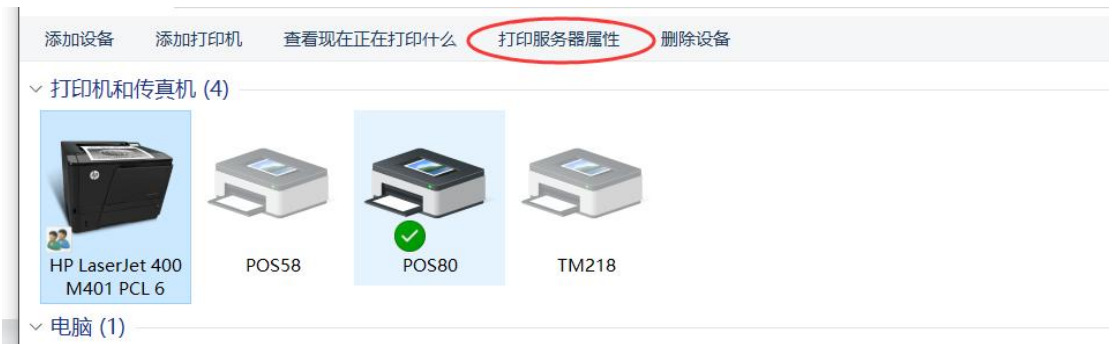 添加设备 添加打印机 查看现在正在打印什么 打印服务器属性 删除设备
打印机和传真机 (4)
HP LaserJet 400 M401 PCL 6
POS58
POS80
TM218
电脑 (1)